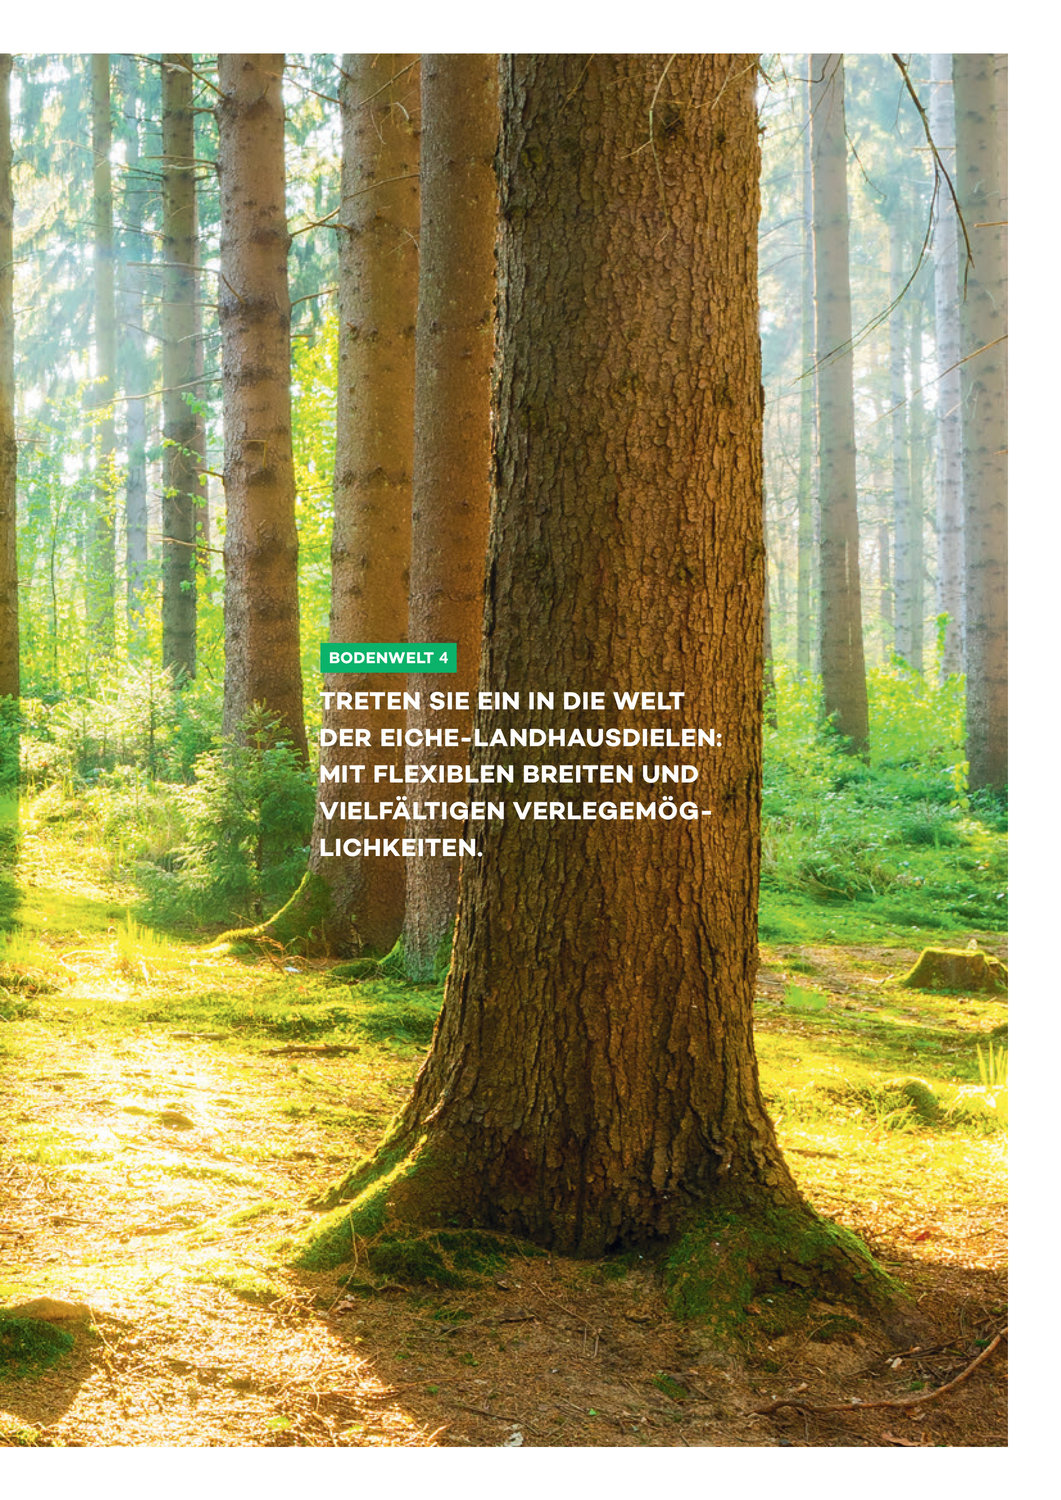 BODENWELT 4
TRETEN SIE EIN IN DIE WELT
DER EICHE-LANDHAUSDIELEN:
MIT FLEXIBLEN BREITEN UND
VIELFÄLTIGEN VERLEGEMÖG-
LICHKEITEN.